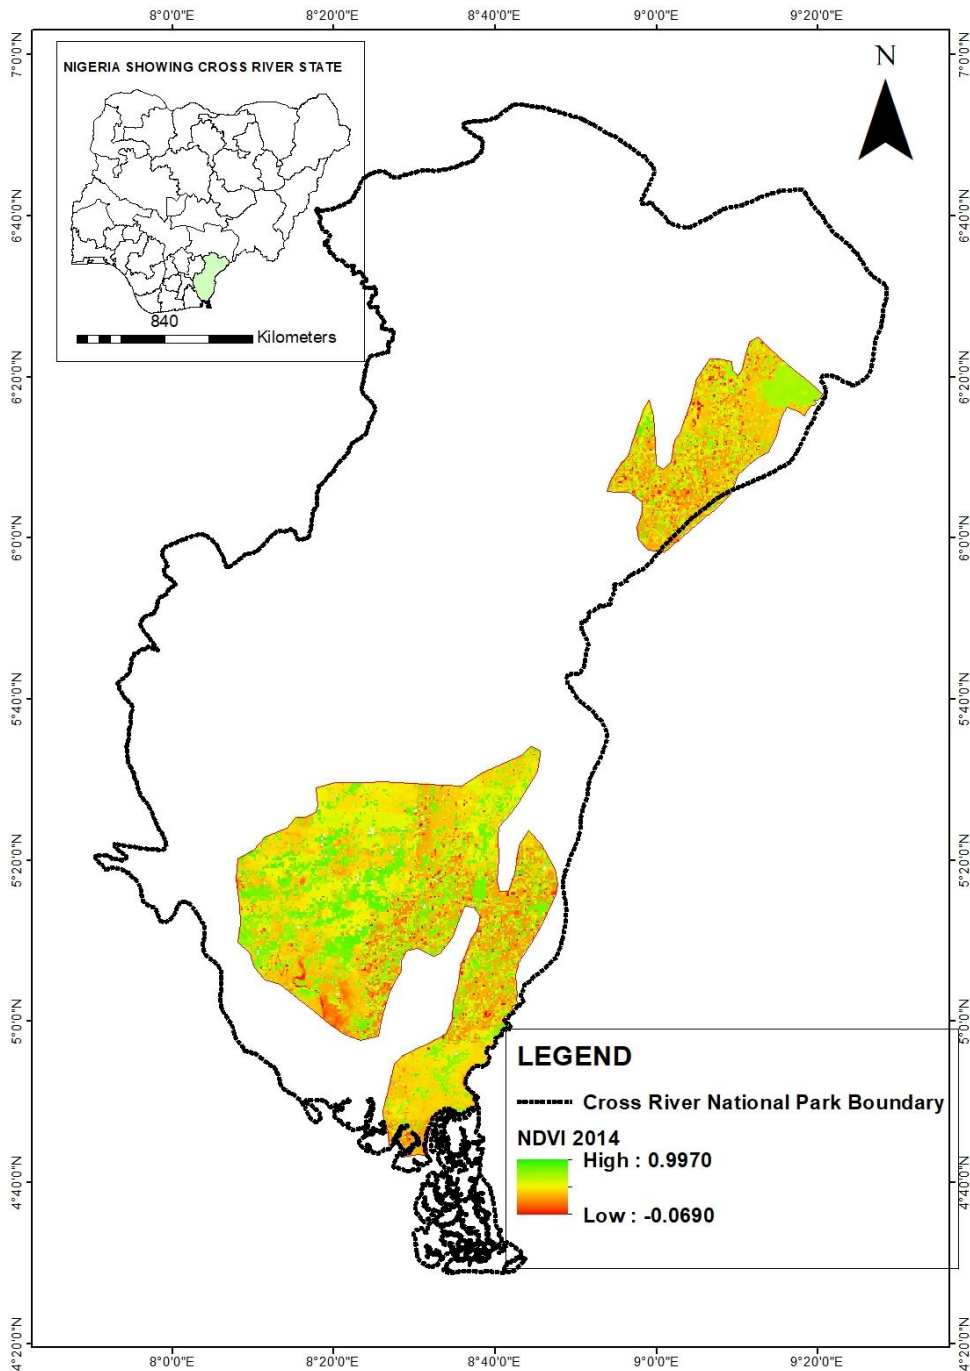 8°0'0"E 8°20'0"E 8°40'0"E 9°0'0"E 9°20'0"E
NIGERIA SHOWING CROSS RIVER STATE
840
Kilometers
N
7°0'0"N
6°40'0"N
6°20'0"N
6°0'0"N
5°40'0"N
5°20'0"N
5°0'0"N
4°40'0"N
4°20'0"N
7°0'0"N
6°40'0"N
6°20'0"N
6°0'0"N
5°40'0"N
5°20'0"N
5°0'0"N
4°40'0"N
4°20'0"N
LEGEND
Cross River National Park Boundary
NDVI 2014
High : 0.9970
Low : -0.0690
8°0'0"E 8°20'0"E 8°40'0"E 9°0'0"E 9°20'0"E